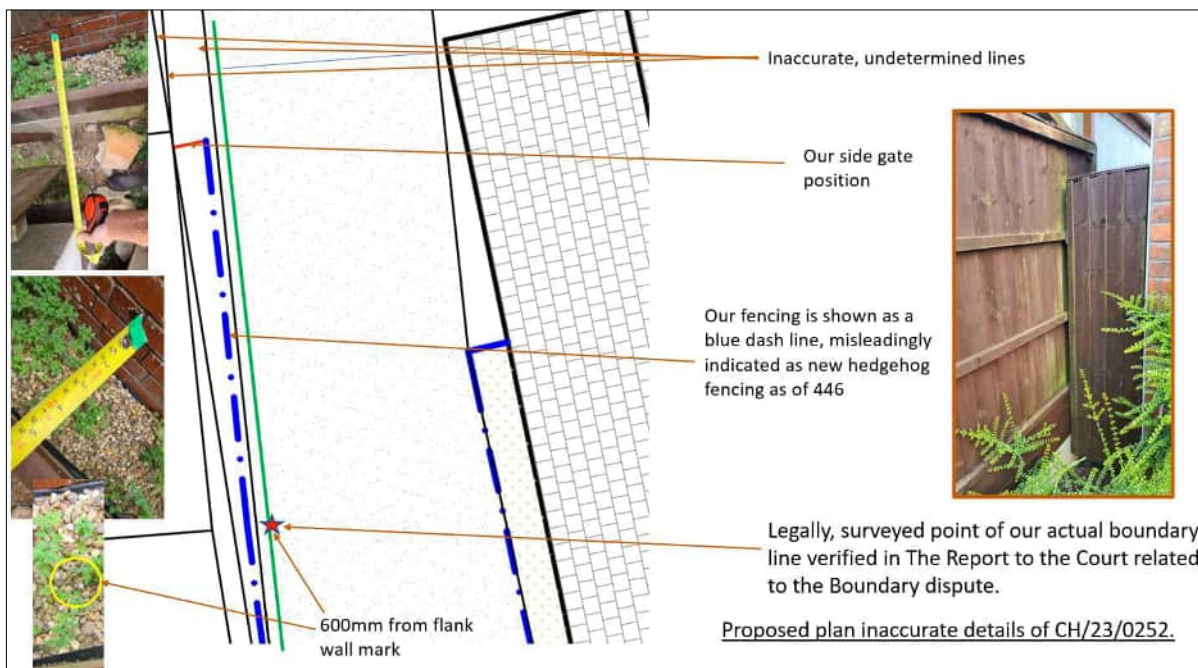 Inaccurate, undetermined lines
Our side gate
position
Our fencing is shown as a
blue dash line, misleadingly
indicated as new hedgehog
fencing as of 446
Legally, surveyed point of our actual boundary
line verified in The Report to the Court related
to the Boundary dispute.
600mm from flank
wall mark
Proposed plan inaccurate details of CH/23/0252.